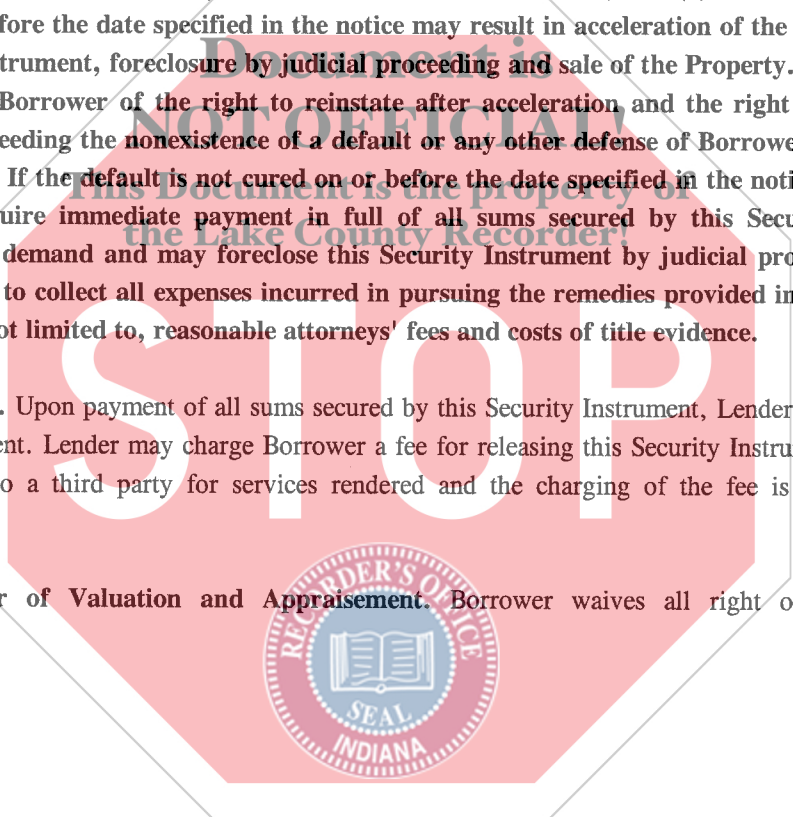 fore the date specified in the notice may result in acceleration of the
trument, foreclosure by judicial proceeding and sale of the Property.
Borrower of the right to reinstate after acceleration and the right
eeding the nonexistence of a default or any other defense of Borrowe
If the default is not cured on or before the date specified in the noti
uire immediate payment in full of all sums secured by this Secu
demand and may foreclose this Security Instrument by judicial pro
to collect all expenses incurred in pursuing the remedies provided in
ot limited to, reasonable attorneys' fees and costs of title evidence.
. Upon payment of all sums secured by this Security Instrument, Lender
ent. Lender may charge Borrower a fee for releasing this Security Instru
o a third party for services rendered and the charging of the fee is
r of Valuation and Appraisement. Borrower waives all right o
Document is
NOT OFFICIAL!
This Document is the property of
the Lake County Recorder!
STOP
RECORDER'S OFFICE
SEAL
INDIANA